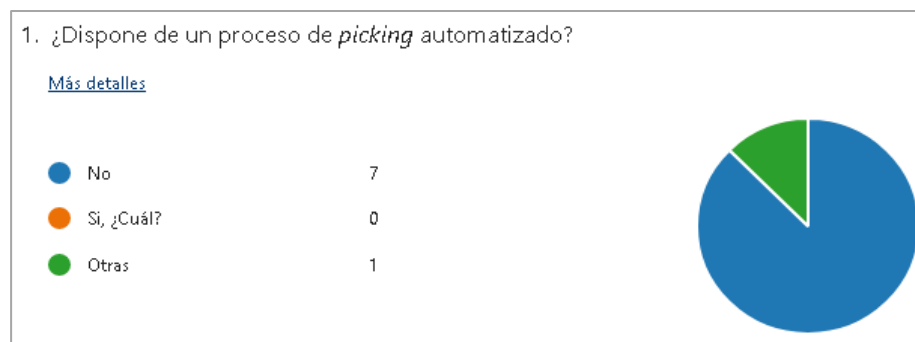 1. ¿Dispone de un proceso de picking automatizado?
Más detalles
No 7
Si, ¿Cuál? 0
Otras 1